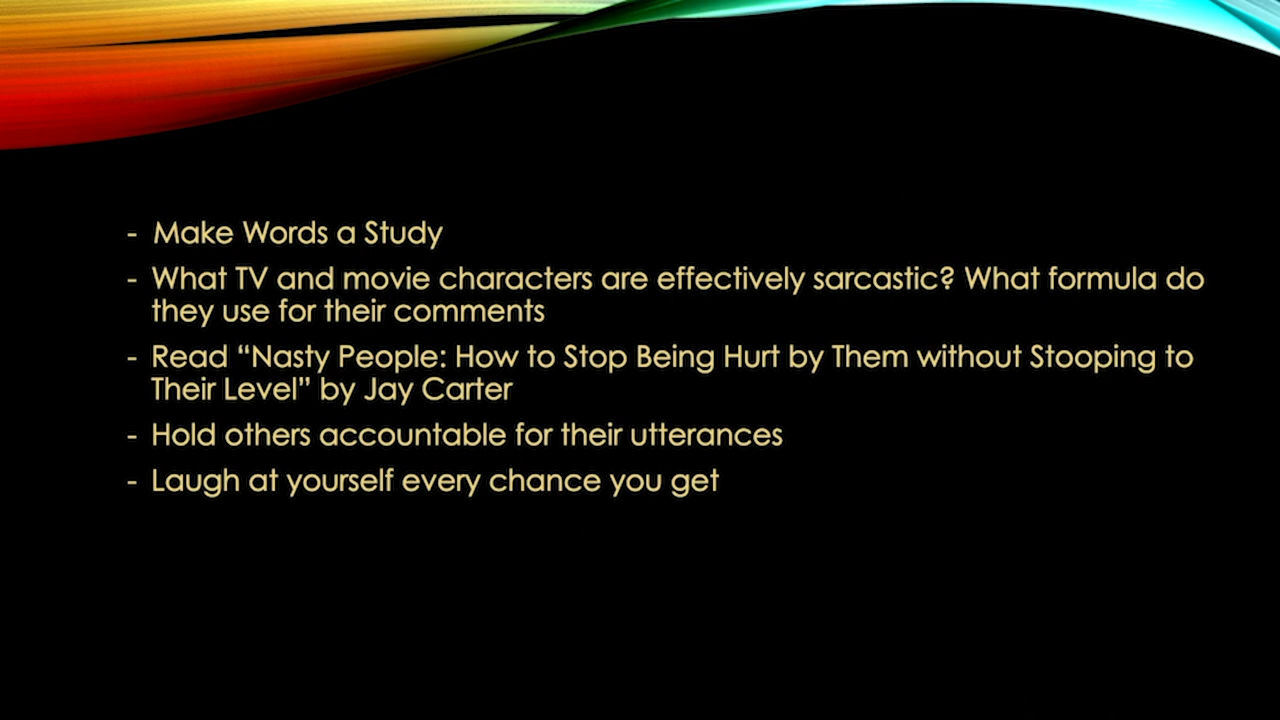 - Make Words a Study
- What TV and movie characters are effectively sarcastic? What formula do
they use for their comments
- Read “Nasty People: How to Stop Being Hurt by Them without Stooping to
Their Level” by Jay Carter
- Hold others accountable for their utterances
- Laugh at yourself every chance you get